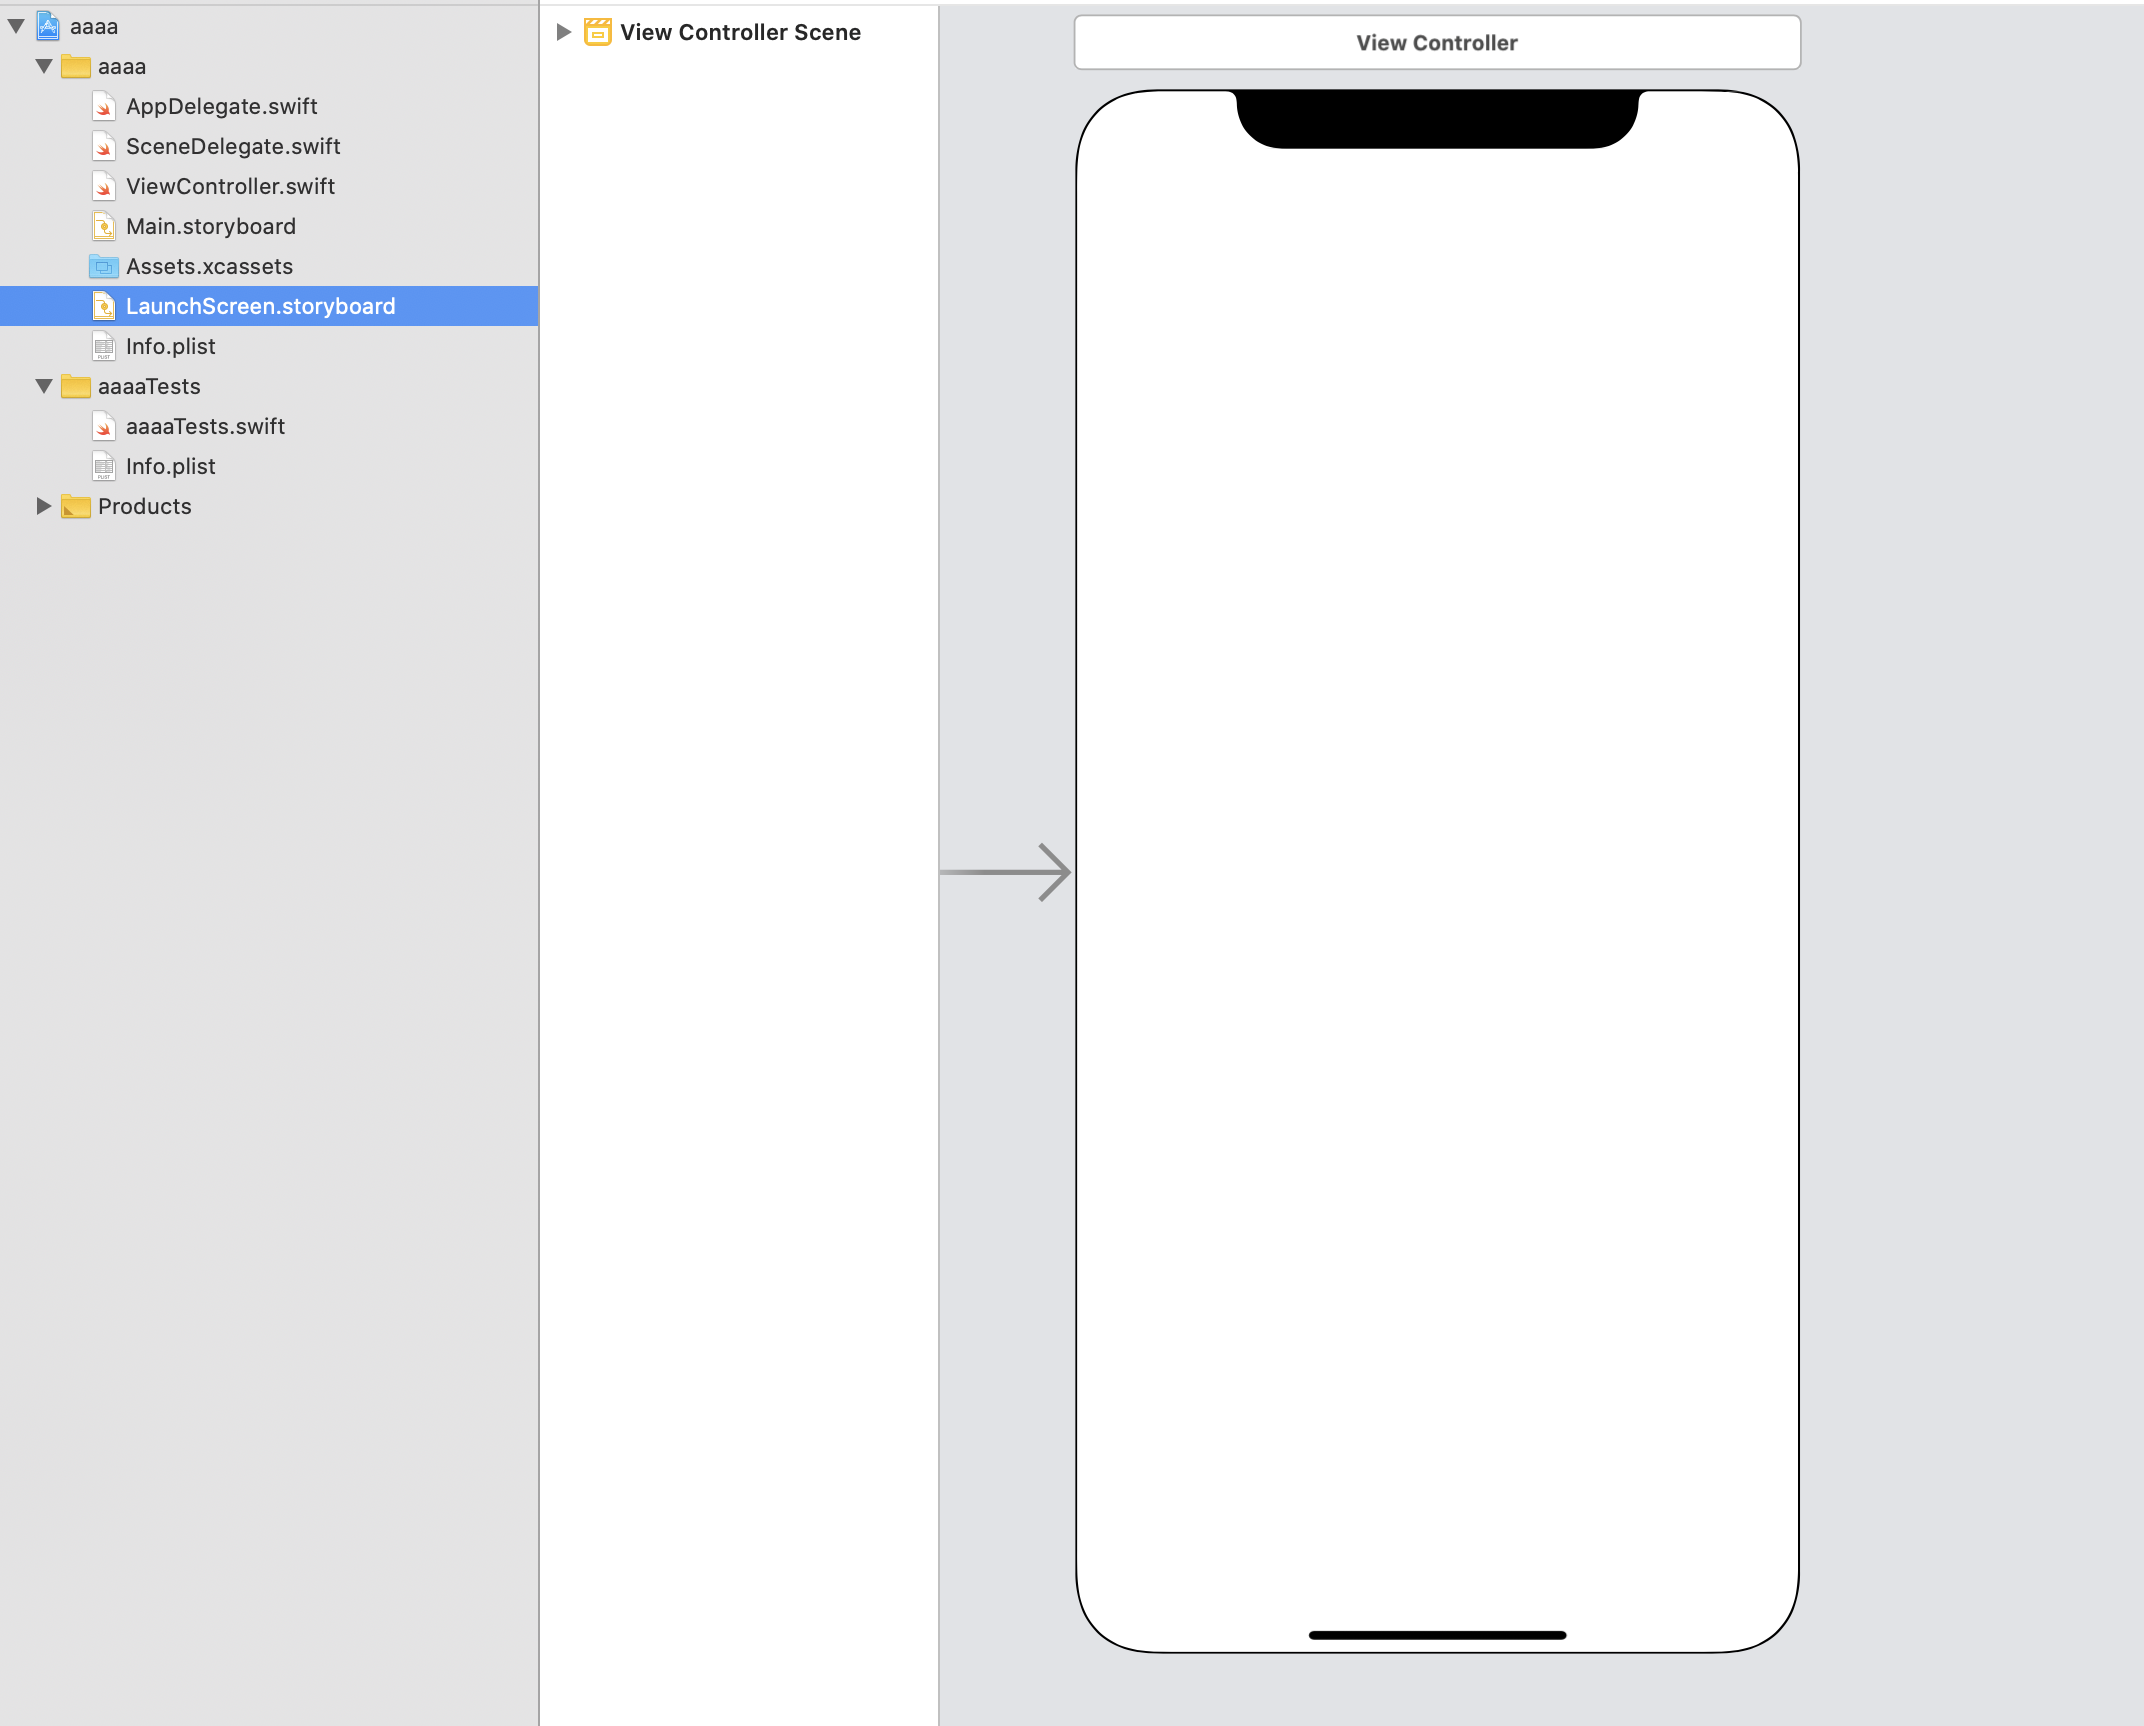 aaaa
aaaa
AppDelegate.swift
SceneDelegate.swift
ViewController.swift
Main.storyboard
Assets.xcassets
LaunchScreen.storyboard
Info.plist
aaaaTests
aaaaTests.swift
Info.plist
Products
View Controller Scene
View Controller